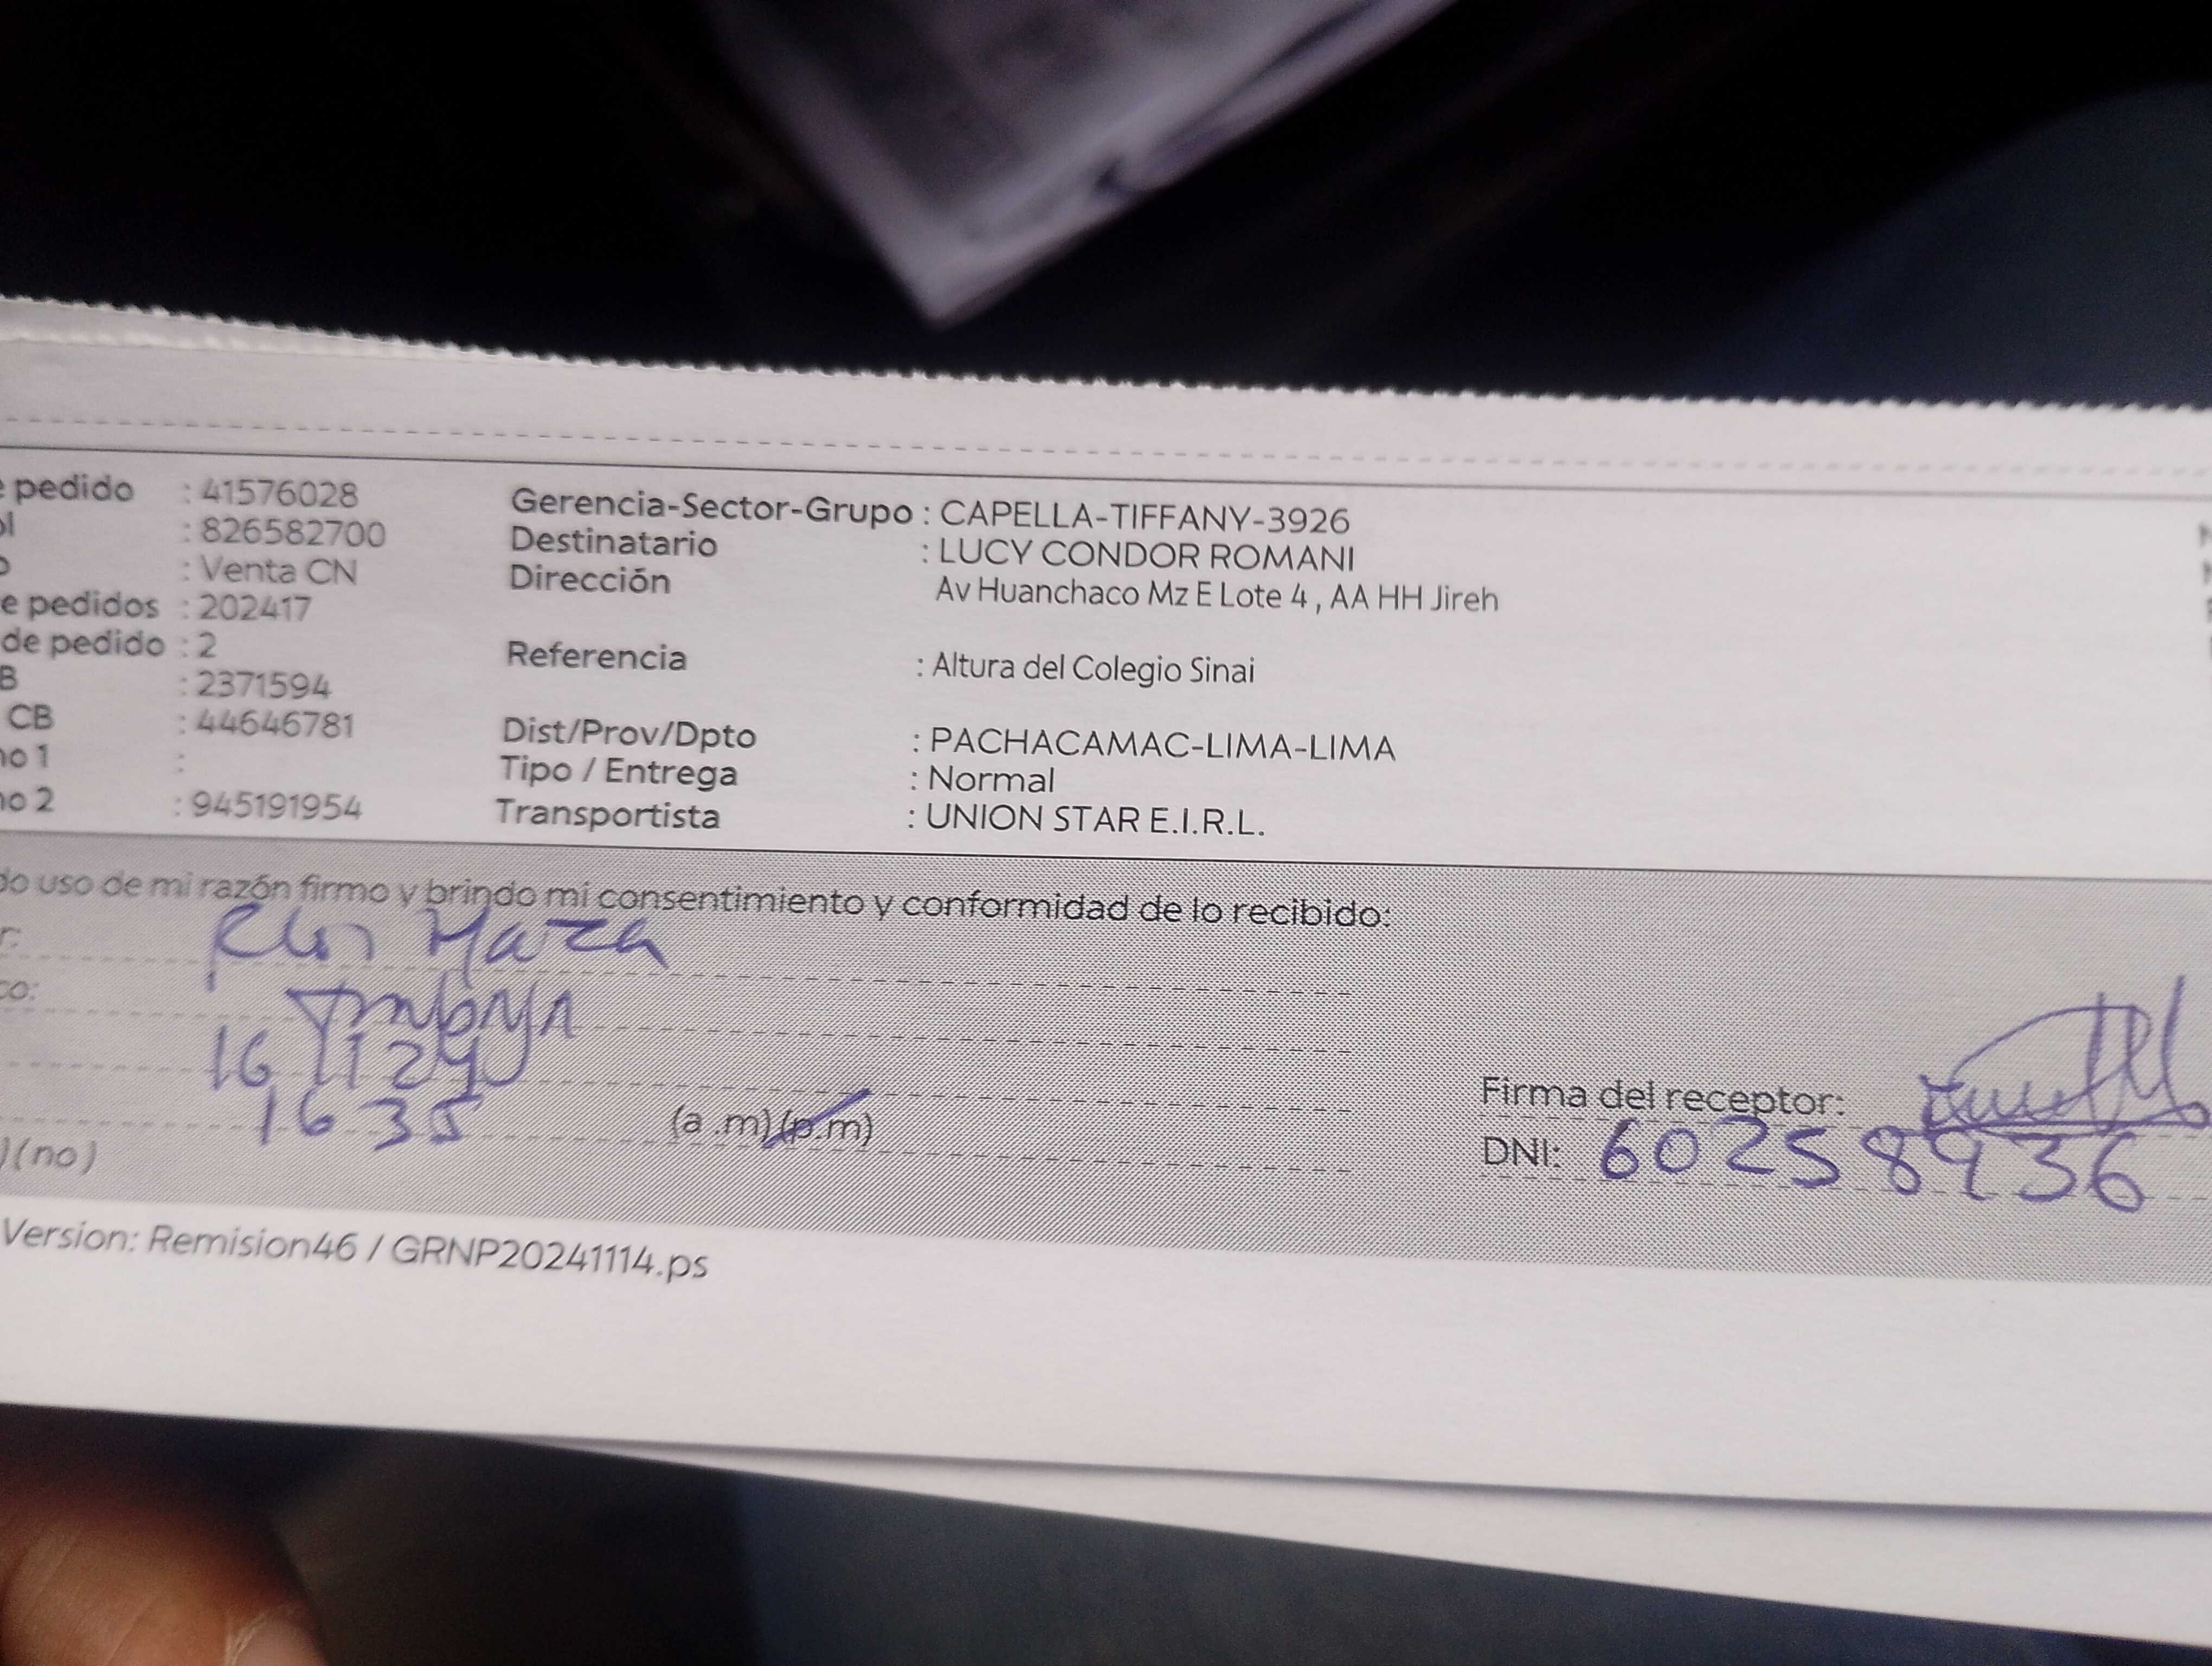 e pedido : 41576028
ol : 826582700
o : Venta CN
e pedidos : 202417
de pedido : 2
B : 2371594
CB : 44646781
no 1 :
no 2 : 945191954
Gerencia-Sector-Grupo : CAPELLA-TIFFANY-3926
Destinatario : LUCY CONDOR ROMANI
Dirección Av Huanchaco Mz E Lote 4 , AA HH Jireh
Referencia : Altura del Colegio Sinai
Dist/Prov/Dpto : PACHACAMAC-LIMA-LIMA
Tipo / Entrega : Normal
Transportista : UNION STAR E.I.R.L.
do uso de mi razón firmo y brindo mi consentimiento y conformidad de lo recibido:
r: Maza
co:
16 11 24
16 35 (a .m) (p.m)
)(no)
Firma del receptor:
DNI: 60258936
Version: Remision46 / GRNP20241114.ps